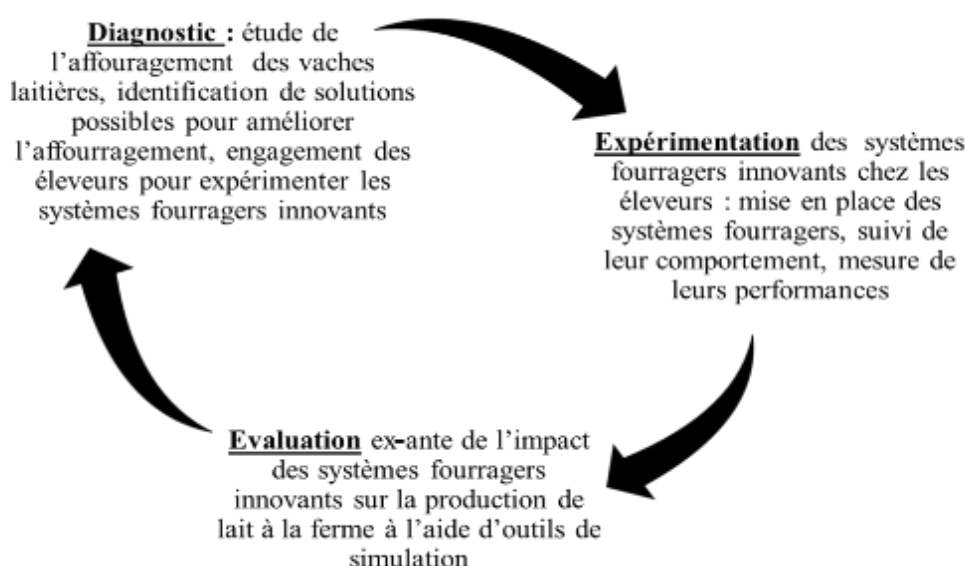 Diagnostic : étude de
l’affouragement des vaches
laitières, identification de solutions
possibles pour améliorer
l’affourragement, engagement des
éleveurs pour expérimenter les
systèmes fourragers innovants
Expérimentation des systèmes
fourragers innovants chez les
éleveurs : mise en place des
systèmes fourragers, suivi de
leur comportement, mesure de
leurs performances
Evaluation ex-ante de l’impact
des systèmes fourragers
innovants sur la production de
lait à la ferme à l’aide d’outils de
simulation